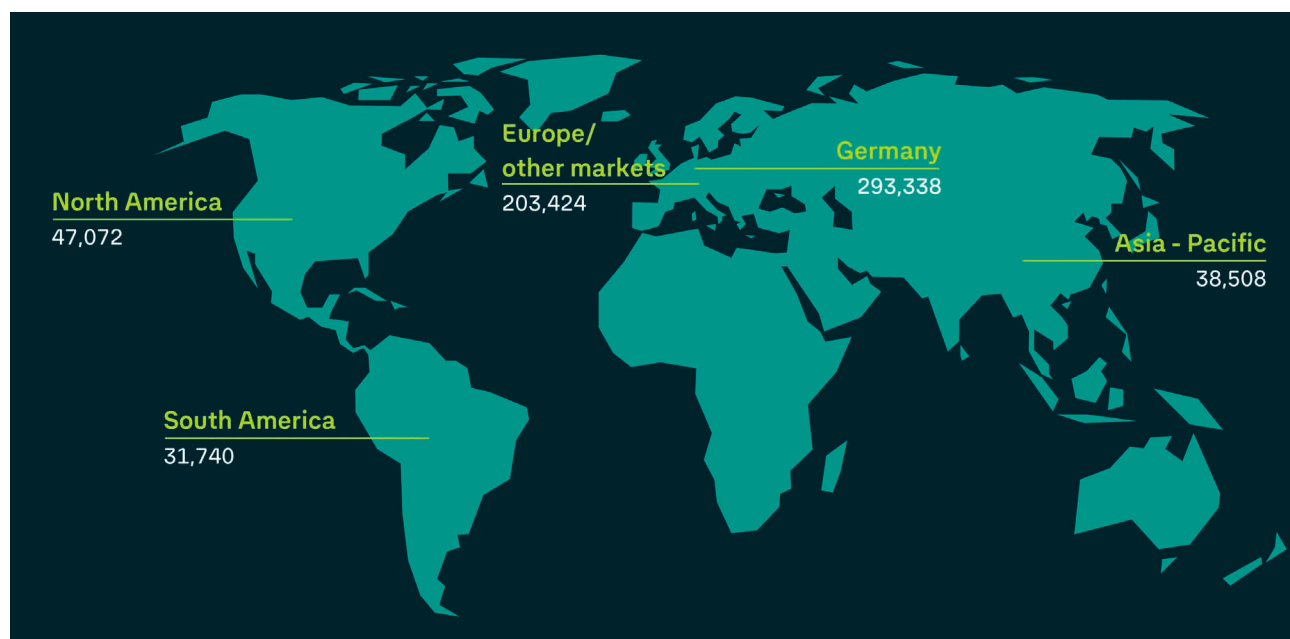 Europe/
other markets
203,424
Germany
293,338
North America
47,072
Asia - Pacific
38,508
South America
31,740